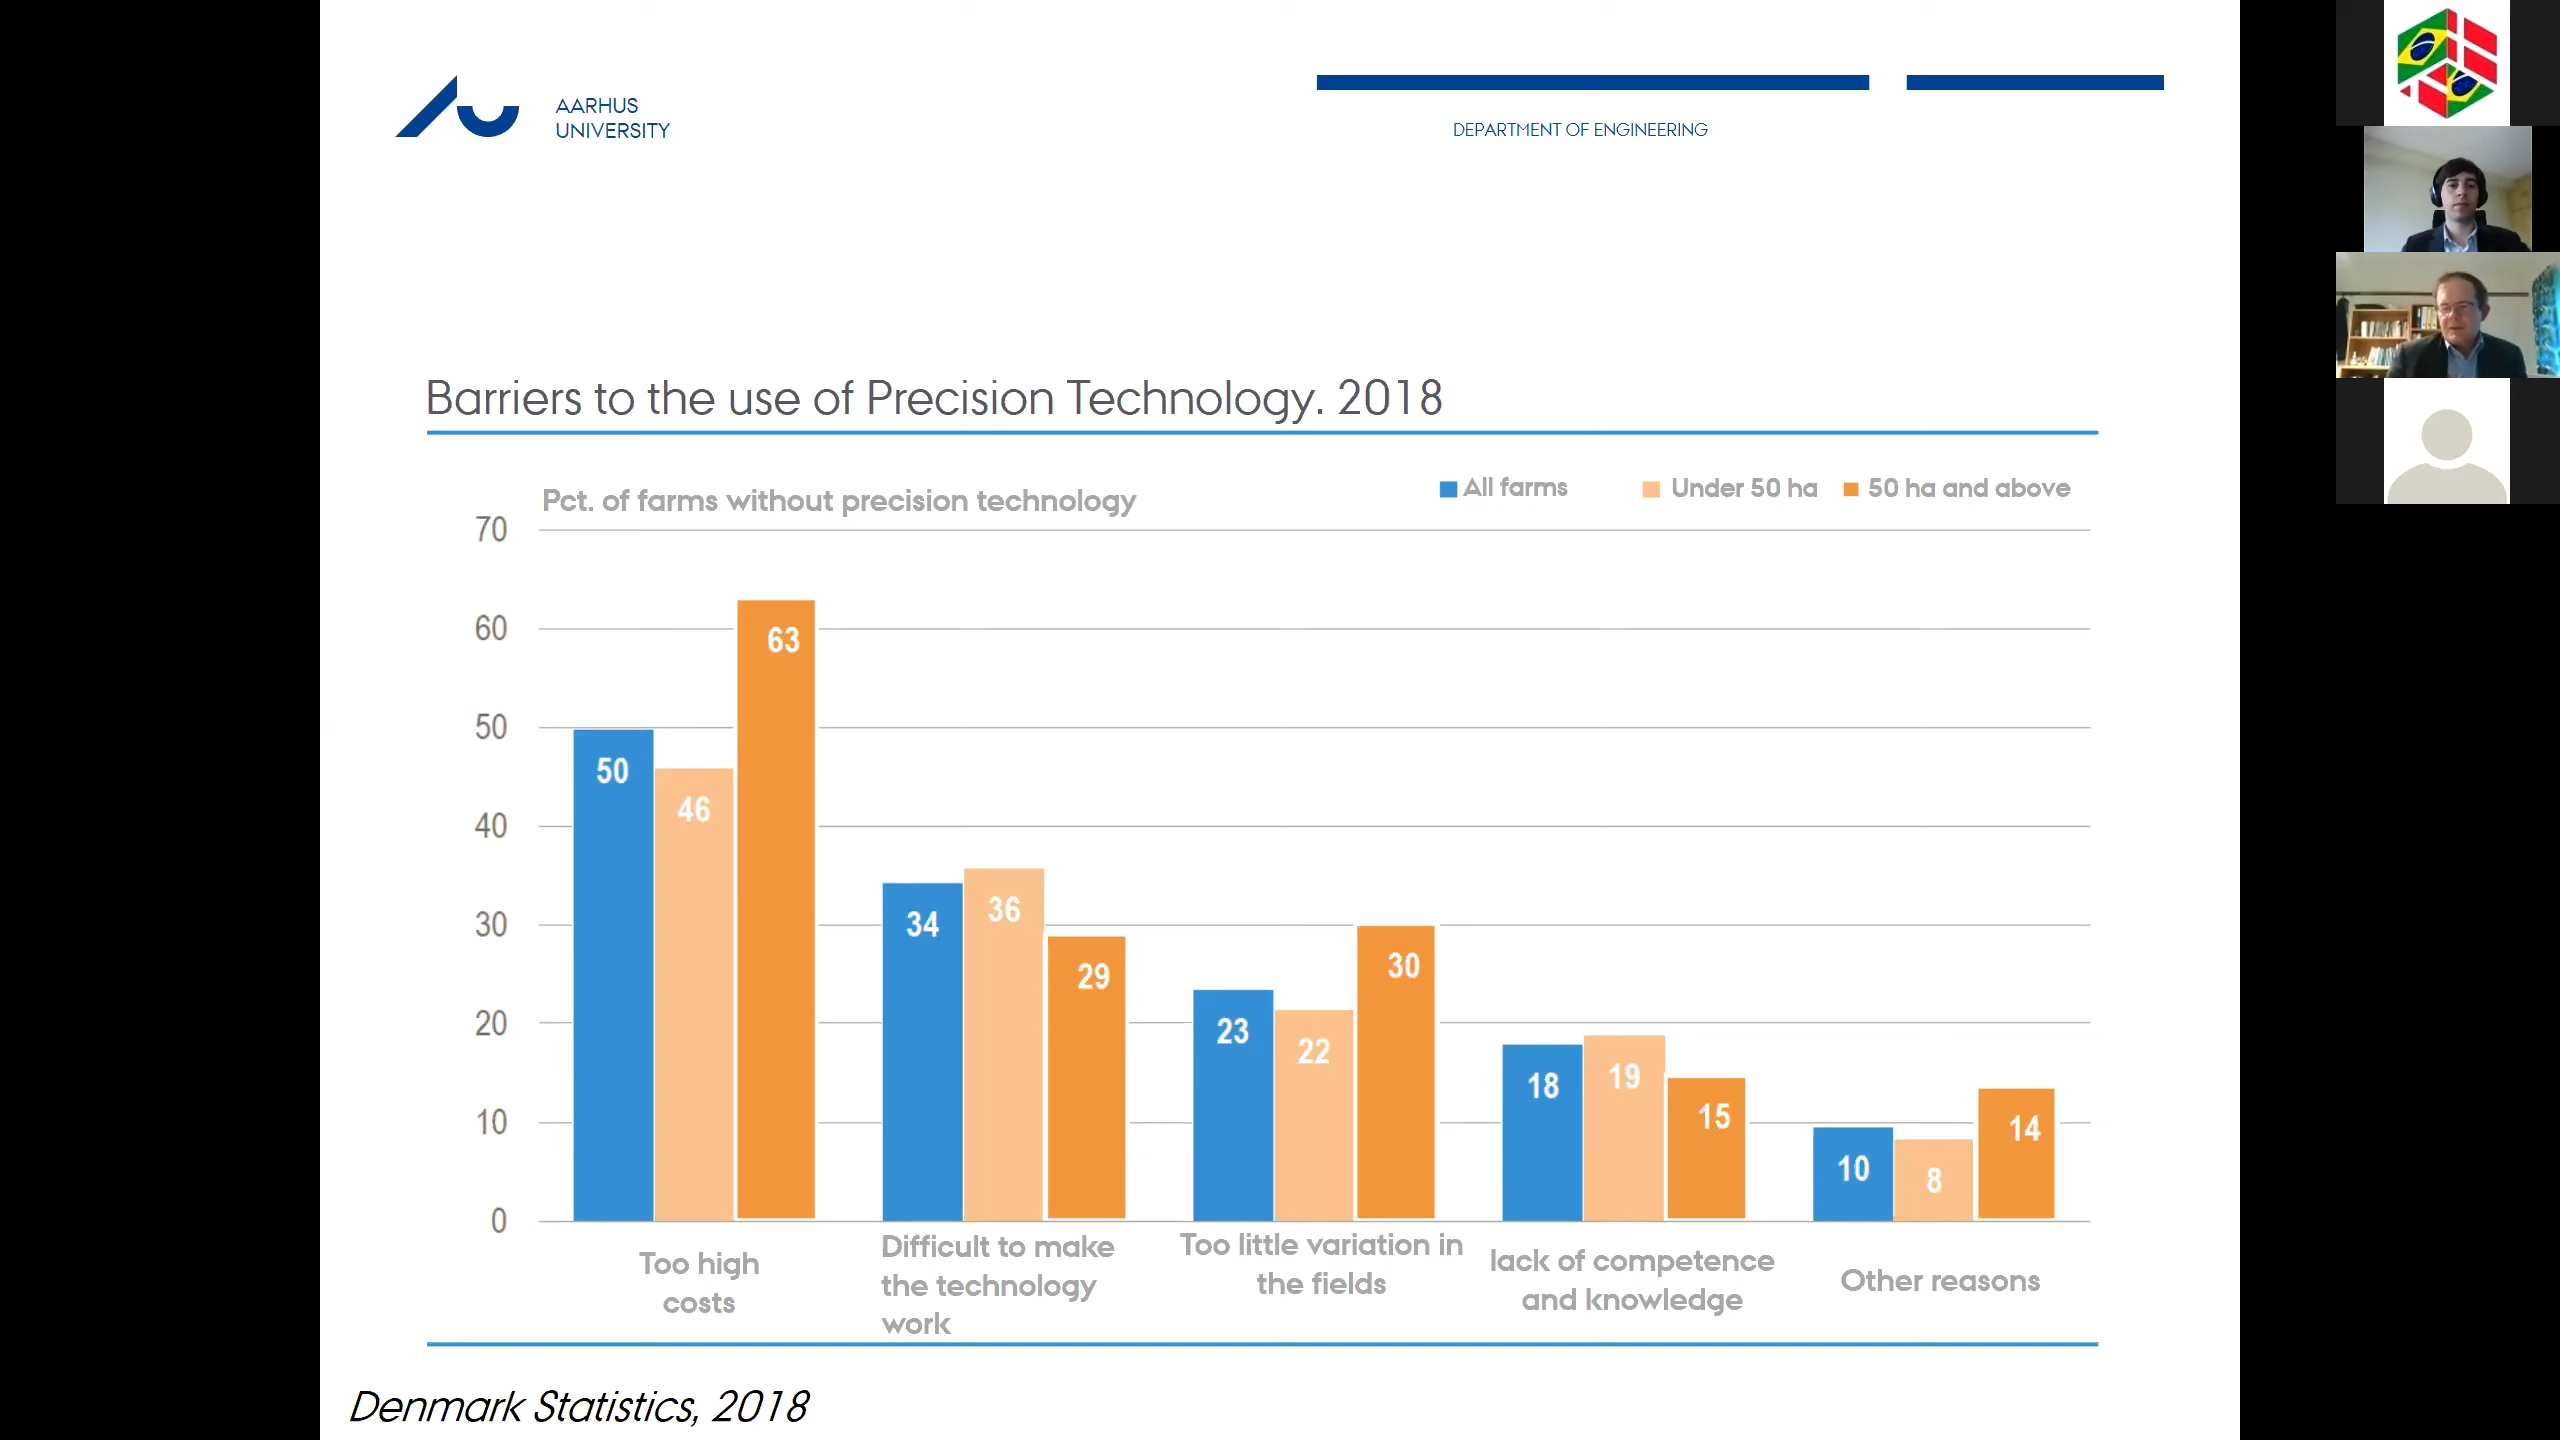 AARHUS
UNIVERSITY
DEPARTMENT OF ENGINEERING
Barriers to the use of Precision Technology. 2018
Pct. of farms without precision technology
All farms
Under 50 ha
50 ha and above
70
60
50
40
30
20
10
0
50
46
63
34
36
29
23
22
30
18
19
15
10
8
14
Too high
costs
Difficult to make
the technology
work
Too little variation in
the fields
lack of competence
and knowledge
Other reasons
Denmark Statistics, 2018